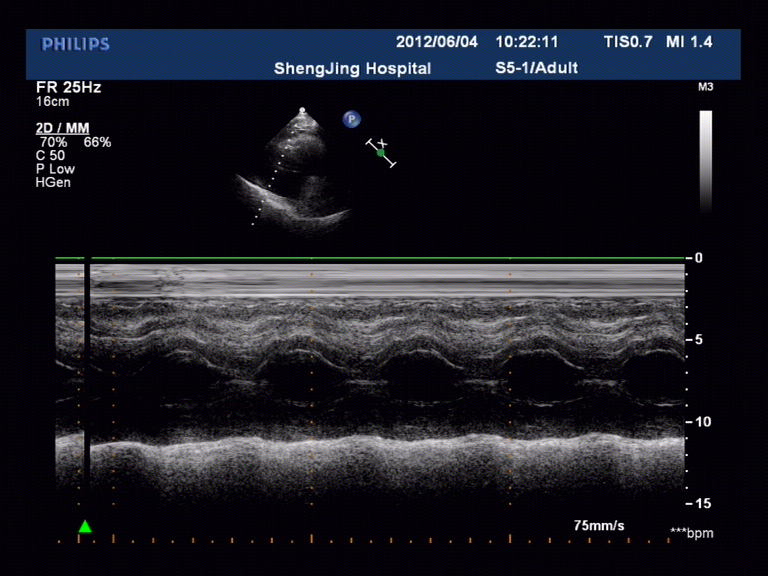 PHILIPS
2012/06/04 10:22:11 TIS0.7 MI 1.4
ShengJing Hospital S5-1/Adult
FR 25Hz
16cm
M3
P
2D / MM
70% 66%
C 50
P Low
HGen
0
5
10
15
75mm/s
***bpm